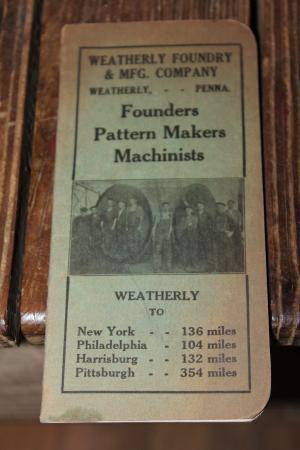 WEATHERLY FOUNDRY
& MFG. COMPANY
WEATHERLY, - - PENNA.
Founders
Pattern Makers
Machinists
WEATHERLY
TO
New York - - 136 miles
Philadelphia - 104 miles
Harrisburg - - 132 miles
Pittsburgh - - 354 miles